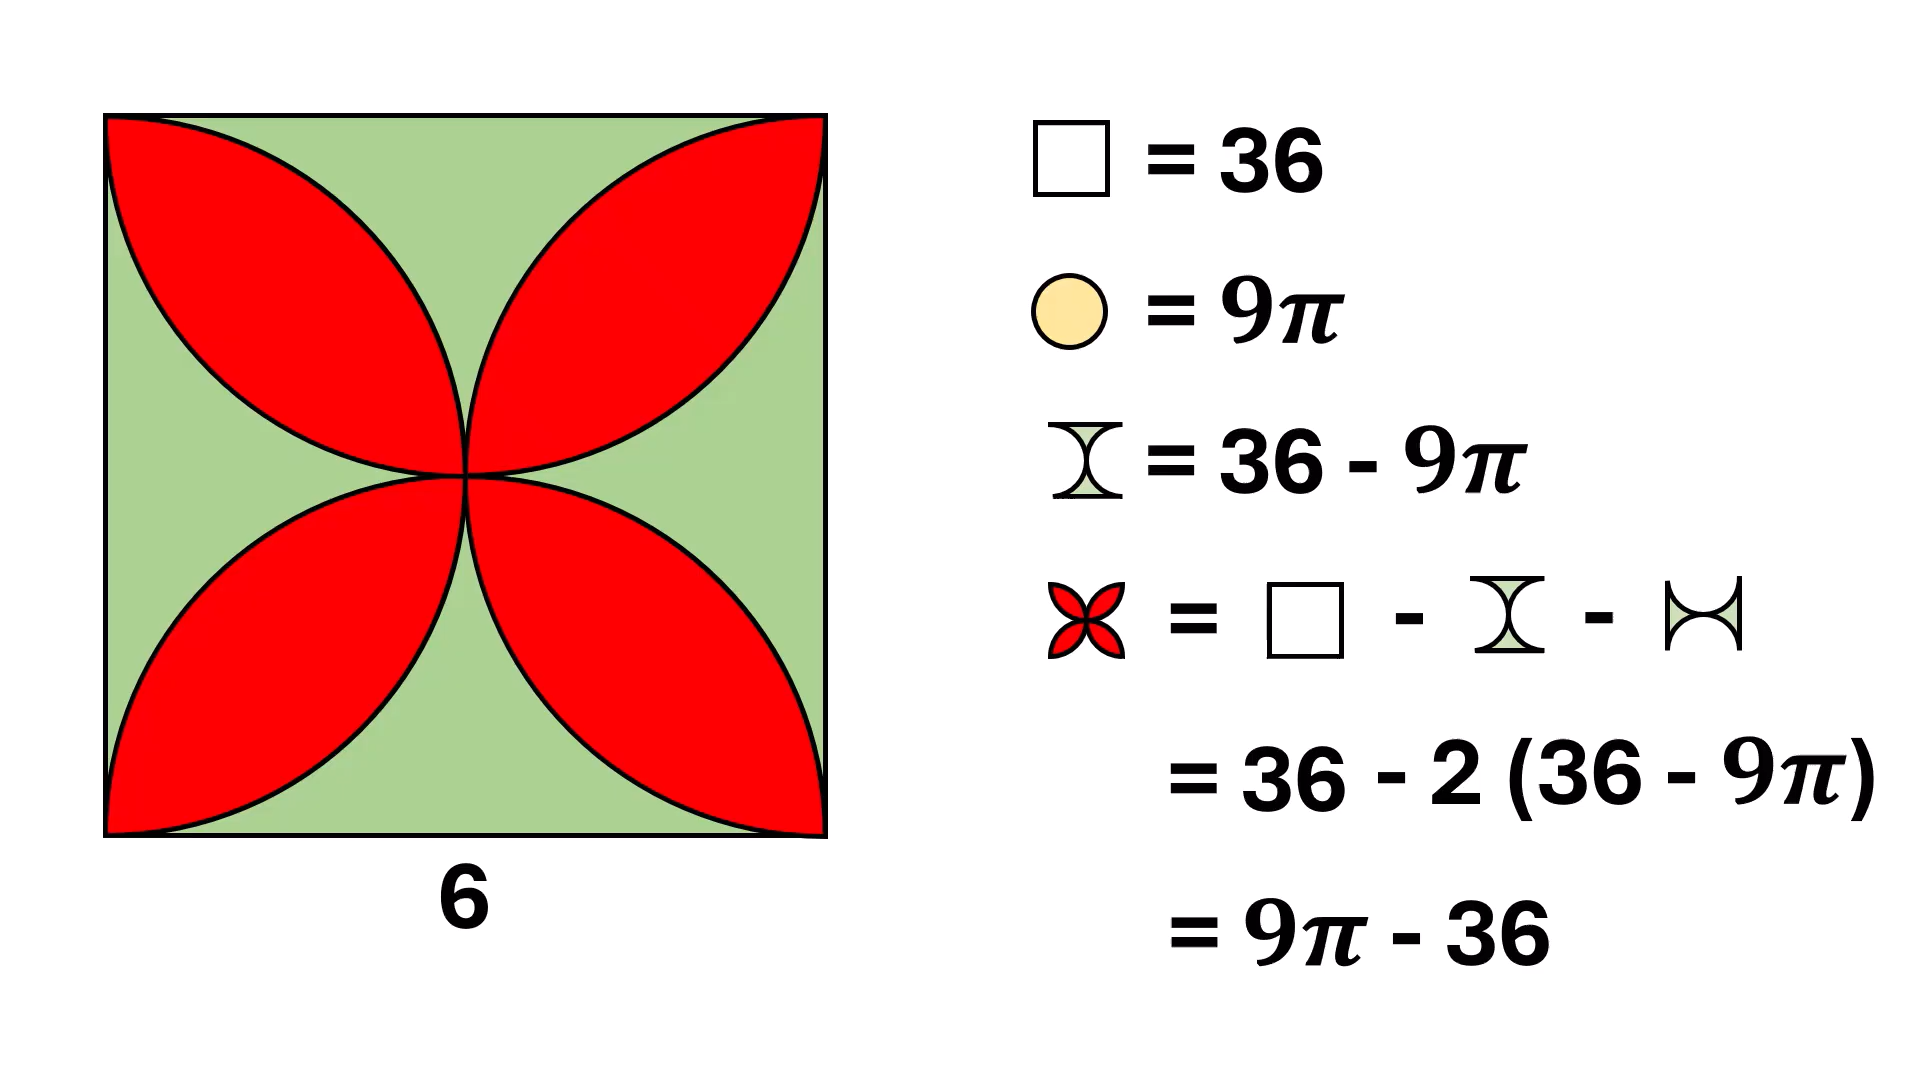 6
= 36
= 9π
= 36 - 9π
= - -
= 36 - 2 (36 - 9π)
= 9π - 36